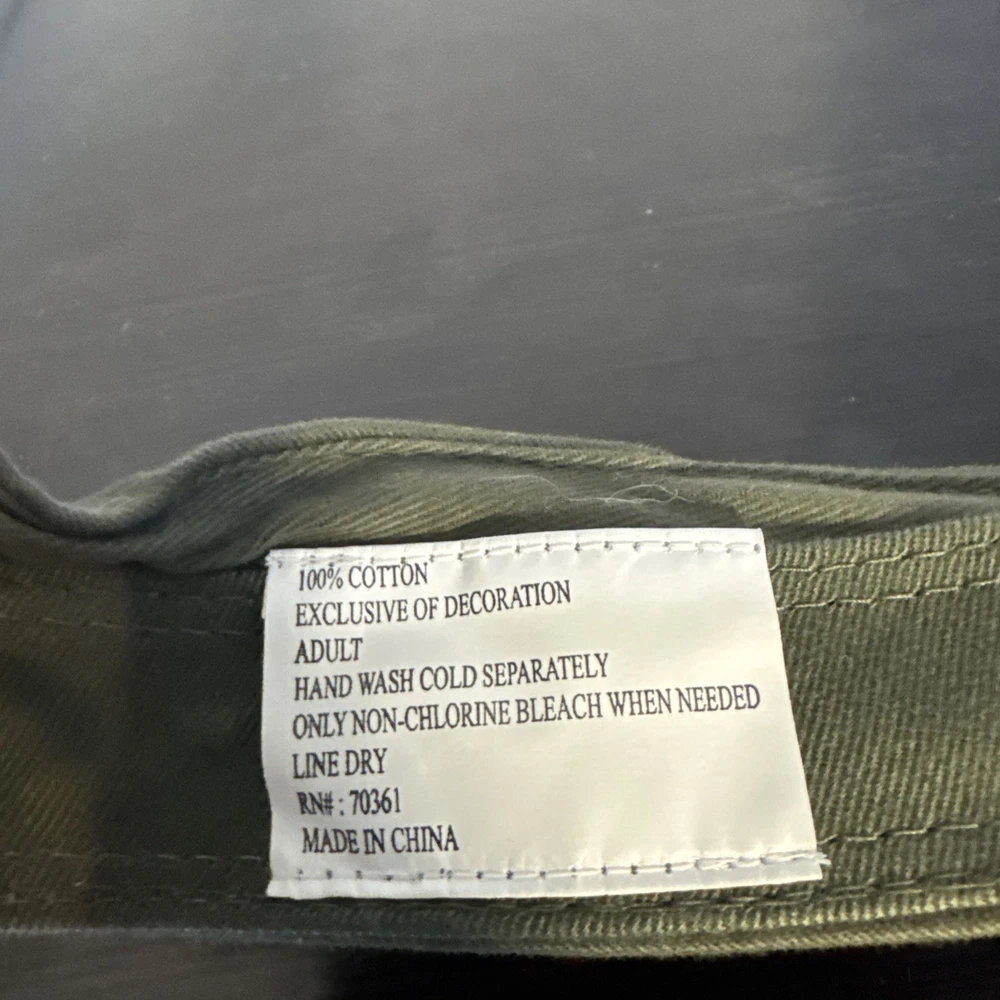 100% COTTON
EXCLUSIVE OF DECORATION
ADULT
HAND WASH COLD SEPARATELY
ONLY NON-CHLORINE BLEACH WHEN NEEDED
LINE DRY
RN# : 70361
MADE IN CHINA